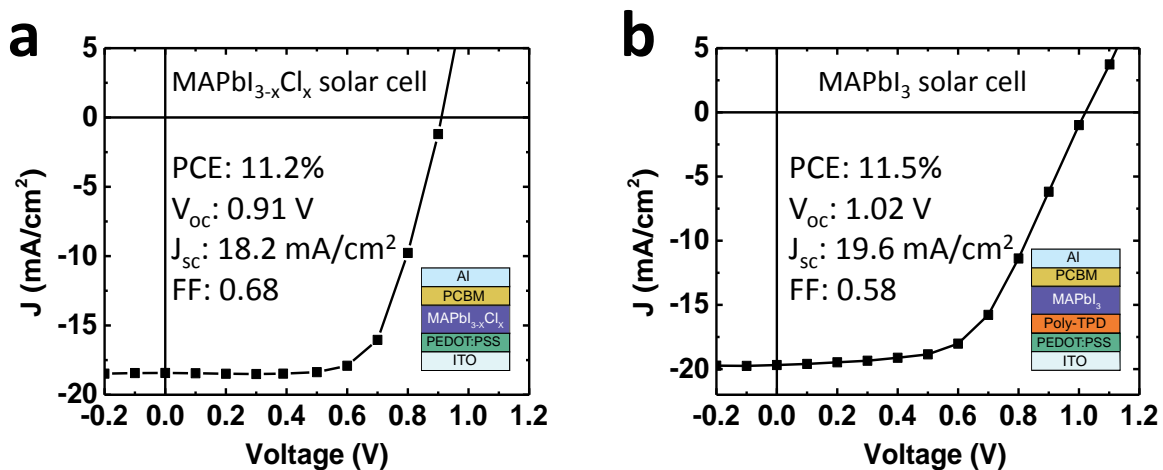 a
MAPbI3-xClx solar cell
PCE: 11.2%
Voc: 0.91 V
Jsc: 18.2 mA/cm2
FF: 0.68
Al
PCBM
MAPbI3-xClx
PEDOT:PSS
ITO
J (mA/cm2)
5
0
-5
-10
-15
-20
-0.2 0.0 0.2 0.4 0.6 0.8 1.0 1.2
Voltage (V)
b
MAPbI3 solar cell
PCE: 11.5%
Voc: 1.02 V
Jsc: 19.6 mA/cm2
FF: 0.58
Al
PCBM
MAPbI3
Poly-TPD
PEDOT:PSS
ITO
J (mA/cm2)
5
0
-5
-10
-15
-20
-0.2 0.0 0.2 0.4 0.6 0.8 1.0 1.2
Voltage (V)